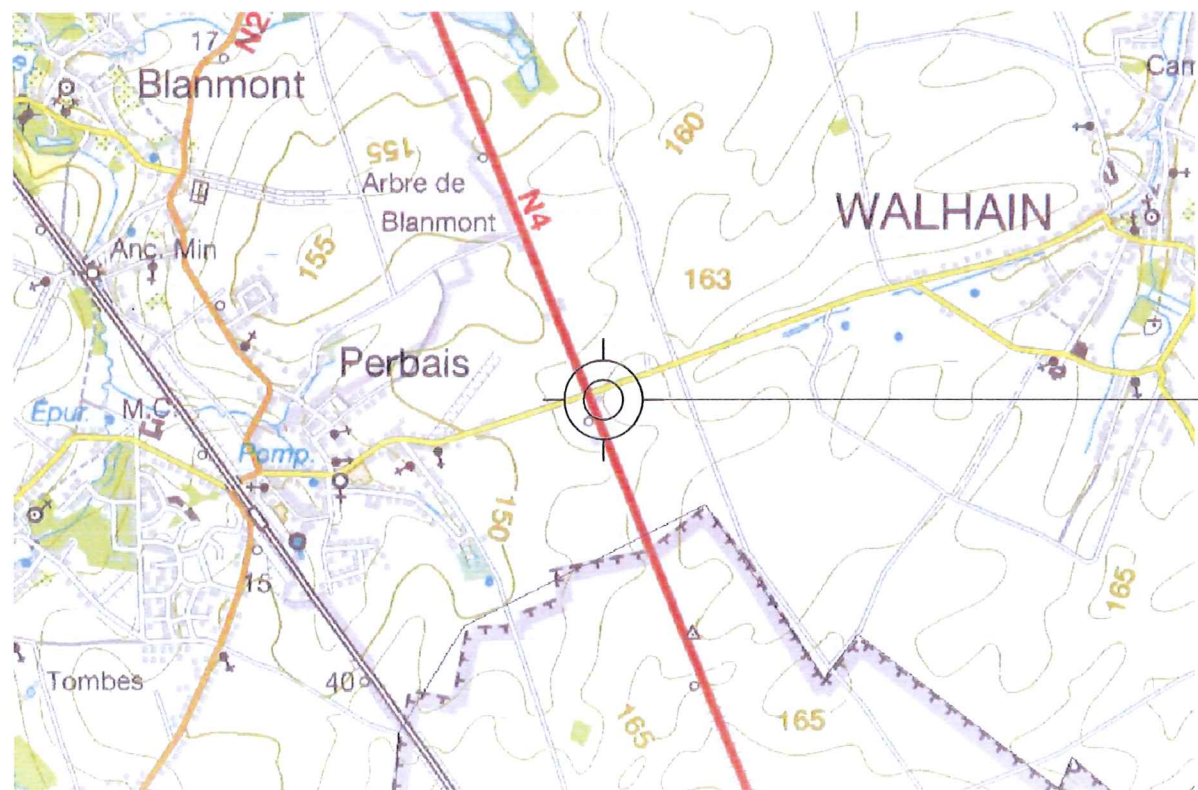 17
N2
Blanmont
Can
160
155
Arbre de
Blanmont
N4
WALHAIN
Anc. Min
155
163
Perbais
Epur.
M.C.
Pomp.
150
15
165
Tombes
40
165
165